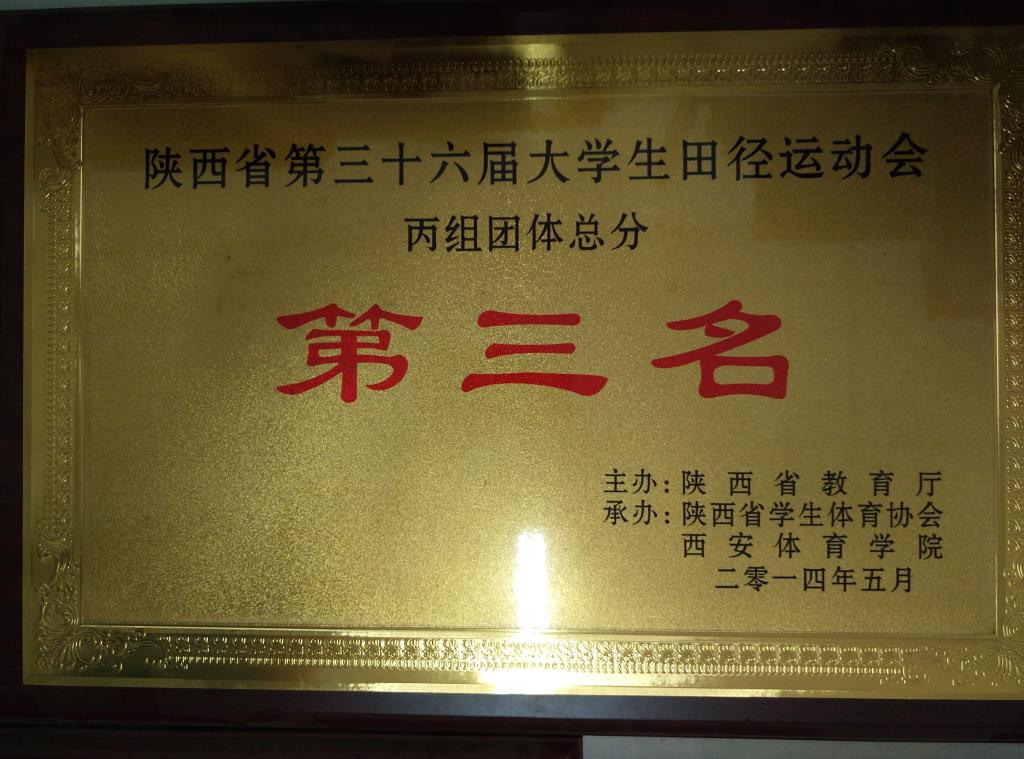 陕西省第三十六届大学生田径运动会
丙组团体总分
第三名
主办:陕西省教育厅
承办:陕西省学生体育协会
西安体育学院
二零一四年五月